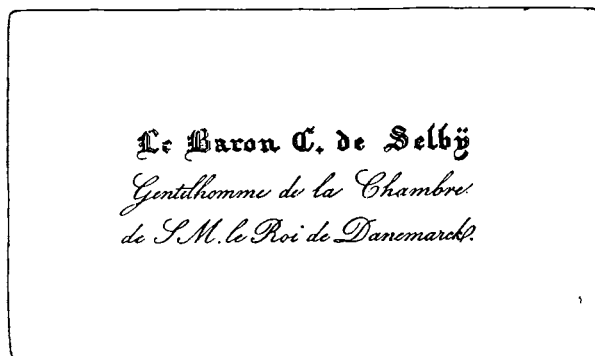 Le Baron C. de Selbÿ
Gentilhomme de la Chambre
de S.M. le Roi de Danemarck.